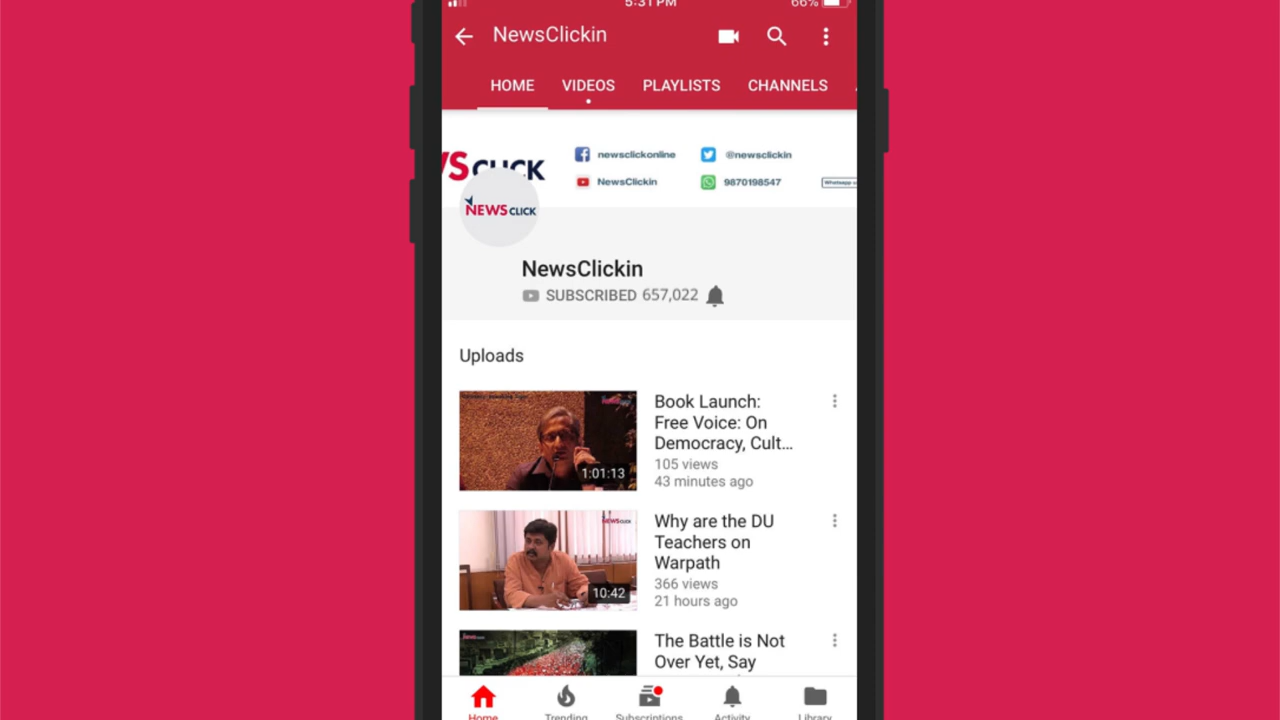 5:31 PM
66%
NewsClickin
HOME VIDEOS PLAYLISTS CHANNELS
CLICK
newsclickonline
@newsclickin
NewsClickin
9870198547
Whatsapp
NEWS CLICK
NewsClickin
SUBSCRIBED 657,022
Uploads
Book Launch:
Free Voice: On
Democracy, Cult...
105 views
43 minutes ago
1:01:13
Why are the DU
Teachers on
Warpath
366 views
21 hours ago
NEWSCLICK
10:42
The Battle is Not
Over Yet, Say
Home Trending Subscriptions Activity Library